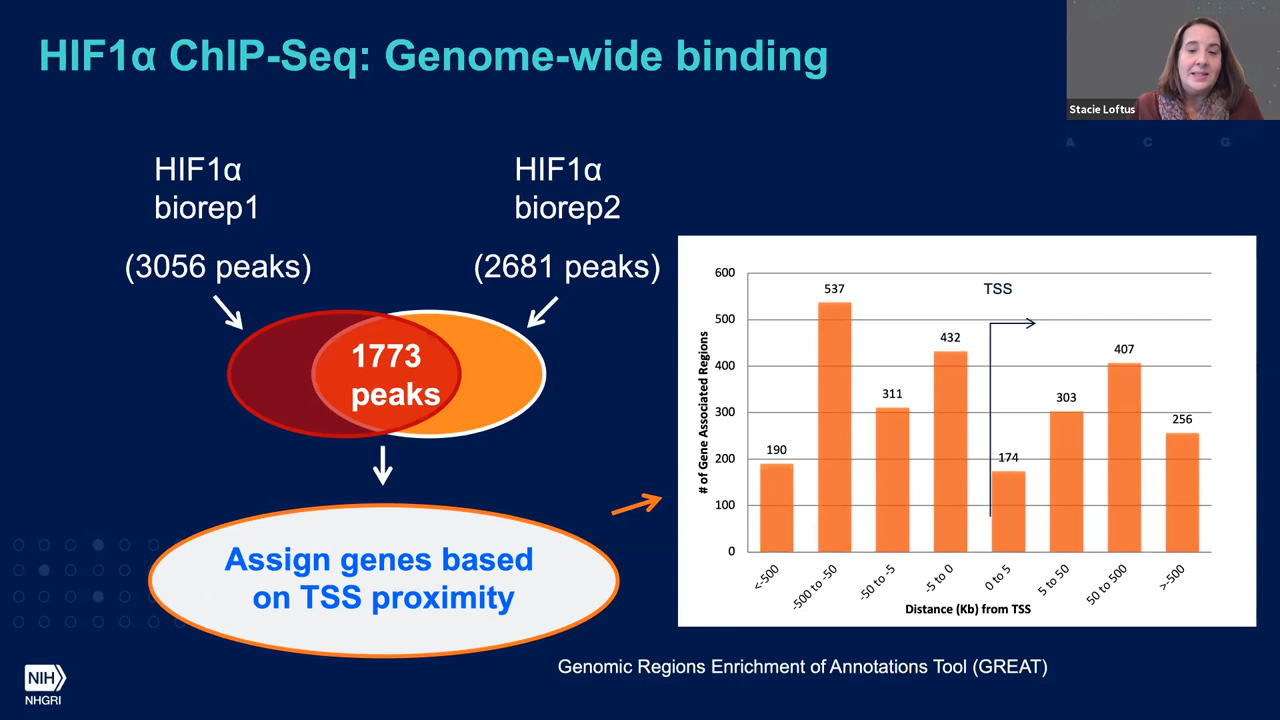 HIF1α ChIP-Seq: Genome-wide binding
Stacie Loftus
A C G
HIF1α
biorep1
(3056 peaks)
HIF1α
biorep2
(2681 peaks)
1773
peaks
Assign genes based
on TSS proximity
# of Gene Associated Regions
600
500
400
300
200
100
0
190
537
311
432
174
303
407
256
TSS
<-500
-500 to -50
-50 to -5
-5 to 0
0 to 5
5 to 50
50 to 500
>-500
Distance (Kb) from TSS
Genomic Regions Enrichment of Annotations Tool (GREAT)
NIH
NHGRI